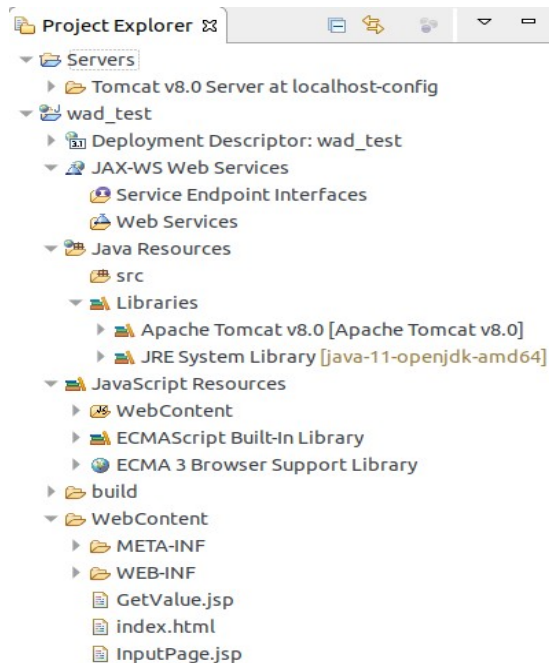 Project Explorer
Servers
Tomcat v8.0 Server at localhost-config
wad_test
3.1 Deployment Descriptor: wad_test
JAX-WS Web Services
Service Endpoint Interfaces
Web Services
Java Resources
src
Libraries
Apache Tomcat v8.0 [Apache Tomcat v8.0]
JRE System Library [java-11-openjdk-amd64]
JavaScript Resources
JS WebContent
ECMAScript Built-In Library
ECMA 3 Browser Support Library
build
WebContent
META-INF
WEB-INF
GetValue.jsp
index.html
InputPage.jsp